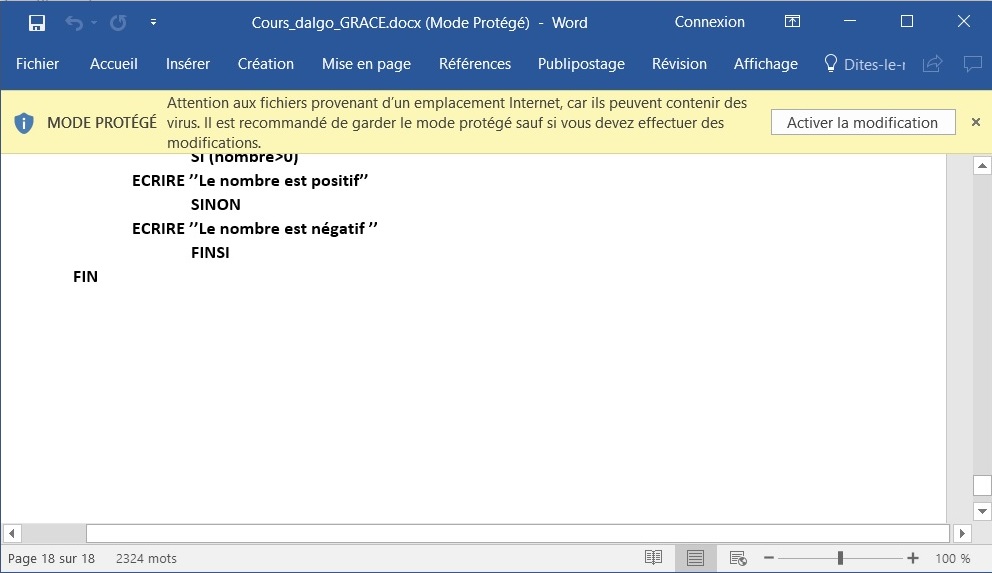 Cours_dalgo_GRACE.docx (Mode Protégé) - Word
Connexion
Fichier Accueil Insérer Création Mise en page Références Publipostage Révision Affichage Dites-le-
MODE PROTÉGÉ
Attention aux fichiers provenant d’un emplacement Internet, car ils peuvent contenir des
virus. Il est recommandé de garder le mode protégé sauf si vous devez effectuer des
modifications.
Activer la modification
SI (nombre>0)
ECRIRE ’’Le nombre est positif’’
SINON
ECRIRE ’’Le nombre est négatif ’’
FINSI
FIN
Page 18 sur 18 2324 mots
100 %